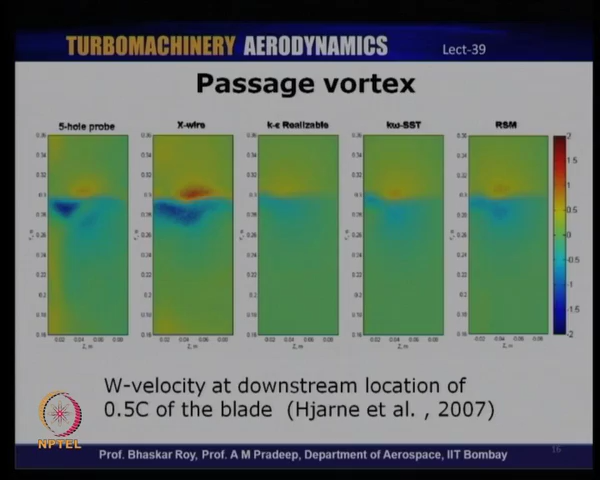 TURBOMACHINERY AERODYNAMICS
Lect-39
Passage vortex
5-hole probe
X-wire
k-ε Realizable
kω-SST
RSM
W-velocity at downstream location of
0.5C of the blade (Hjarne et al. , 2007)
NPTEL
Prof. Bhaskar Roy, Prof. A M Pradeep, Department of Aerospace, IIT Bombay
16